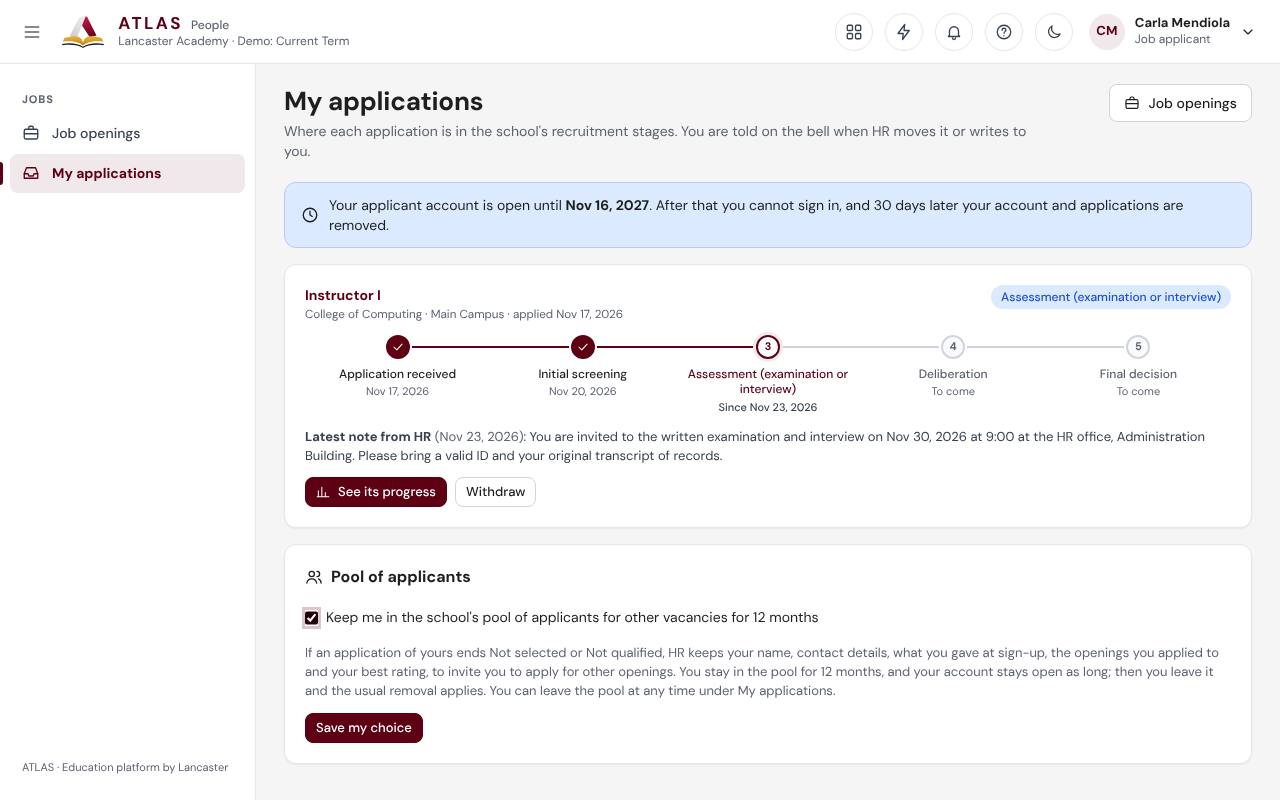 ATLAS People
Lancaster Academy · Demo: Current Term
CM
Carla Mendiola
Job applicant
JOBS
Job openings
My applications
ATLAS · Education platform by Lancaster
My applications
Job openings
Where each application is in the school's recruitment stages. You are told on the bell when HR moves it or writes to
you.
Your applicant account is open until Nov 16, 2027. After that you cannot sign in, and 30 days later your account and applications are
removed.
Instructor I
Assessment (examination or interview)
College of Computing · Main Campus · applied Nov 17, 2026
3
4
5
Application received
Nov 17, 2026
Initial screening
Nov 20, 2026
Assessment (examination or
interview)
Since Nov 23, 2026
Deliberation
To come
Final decision
To come
Latest note from HR (Nov 23, 2026): You are invited to the written examination and interview on Nov 30, 2026 at 9:00 at the HR office, Administration
Building. Please bring a valid ID and your original transcript of records.
See its progress
Withdraw
Pool of applicants
Keep me in the school's pool of applicants for other vacancies for 12 months
If an application of yours ends Not selected or Not qualified, HR keeps your name, contact details, what you gave at sign-up, the openings you applied to
and your best rating, to invite you to apply for other openings. You stay in the pool for 12 months, and your account stays open as long; then you leave it
and the usual removal applies. You can leave the pool at any time under My applications.
Save my choice